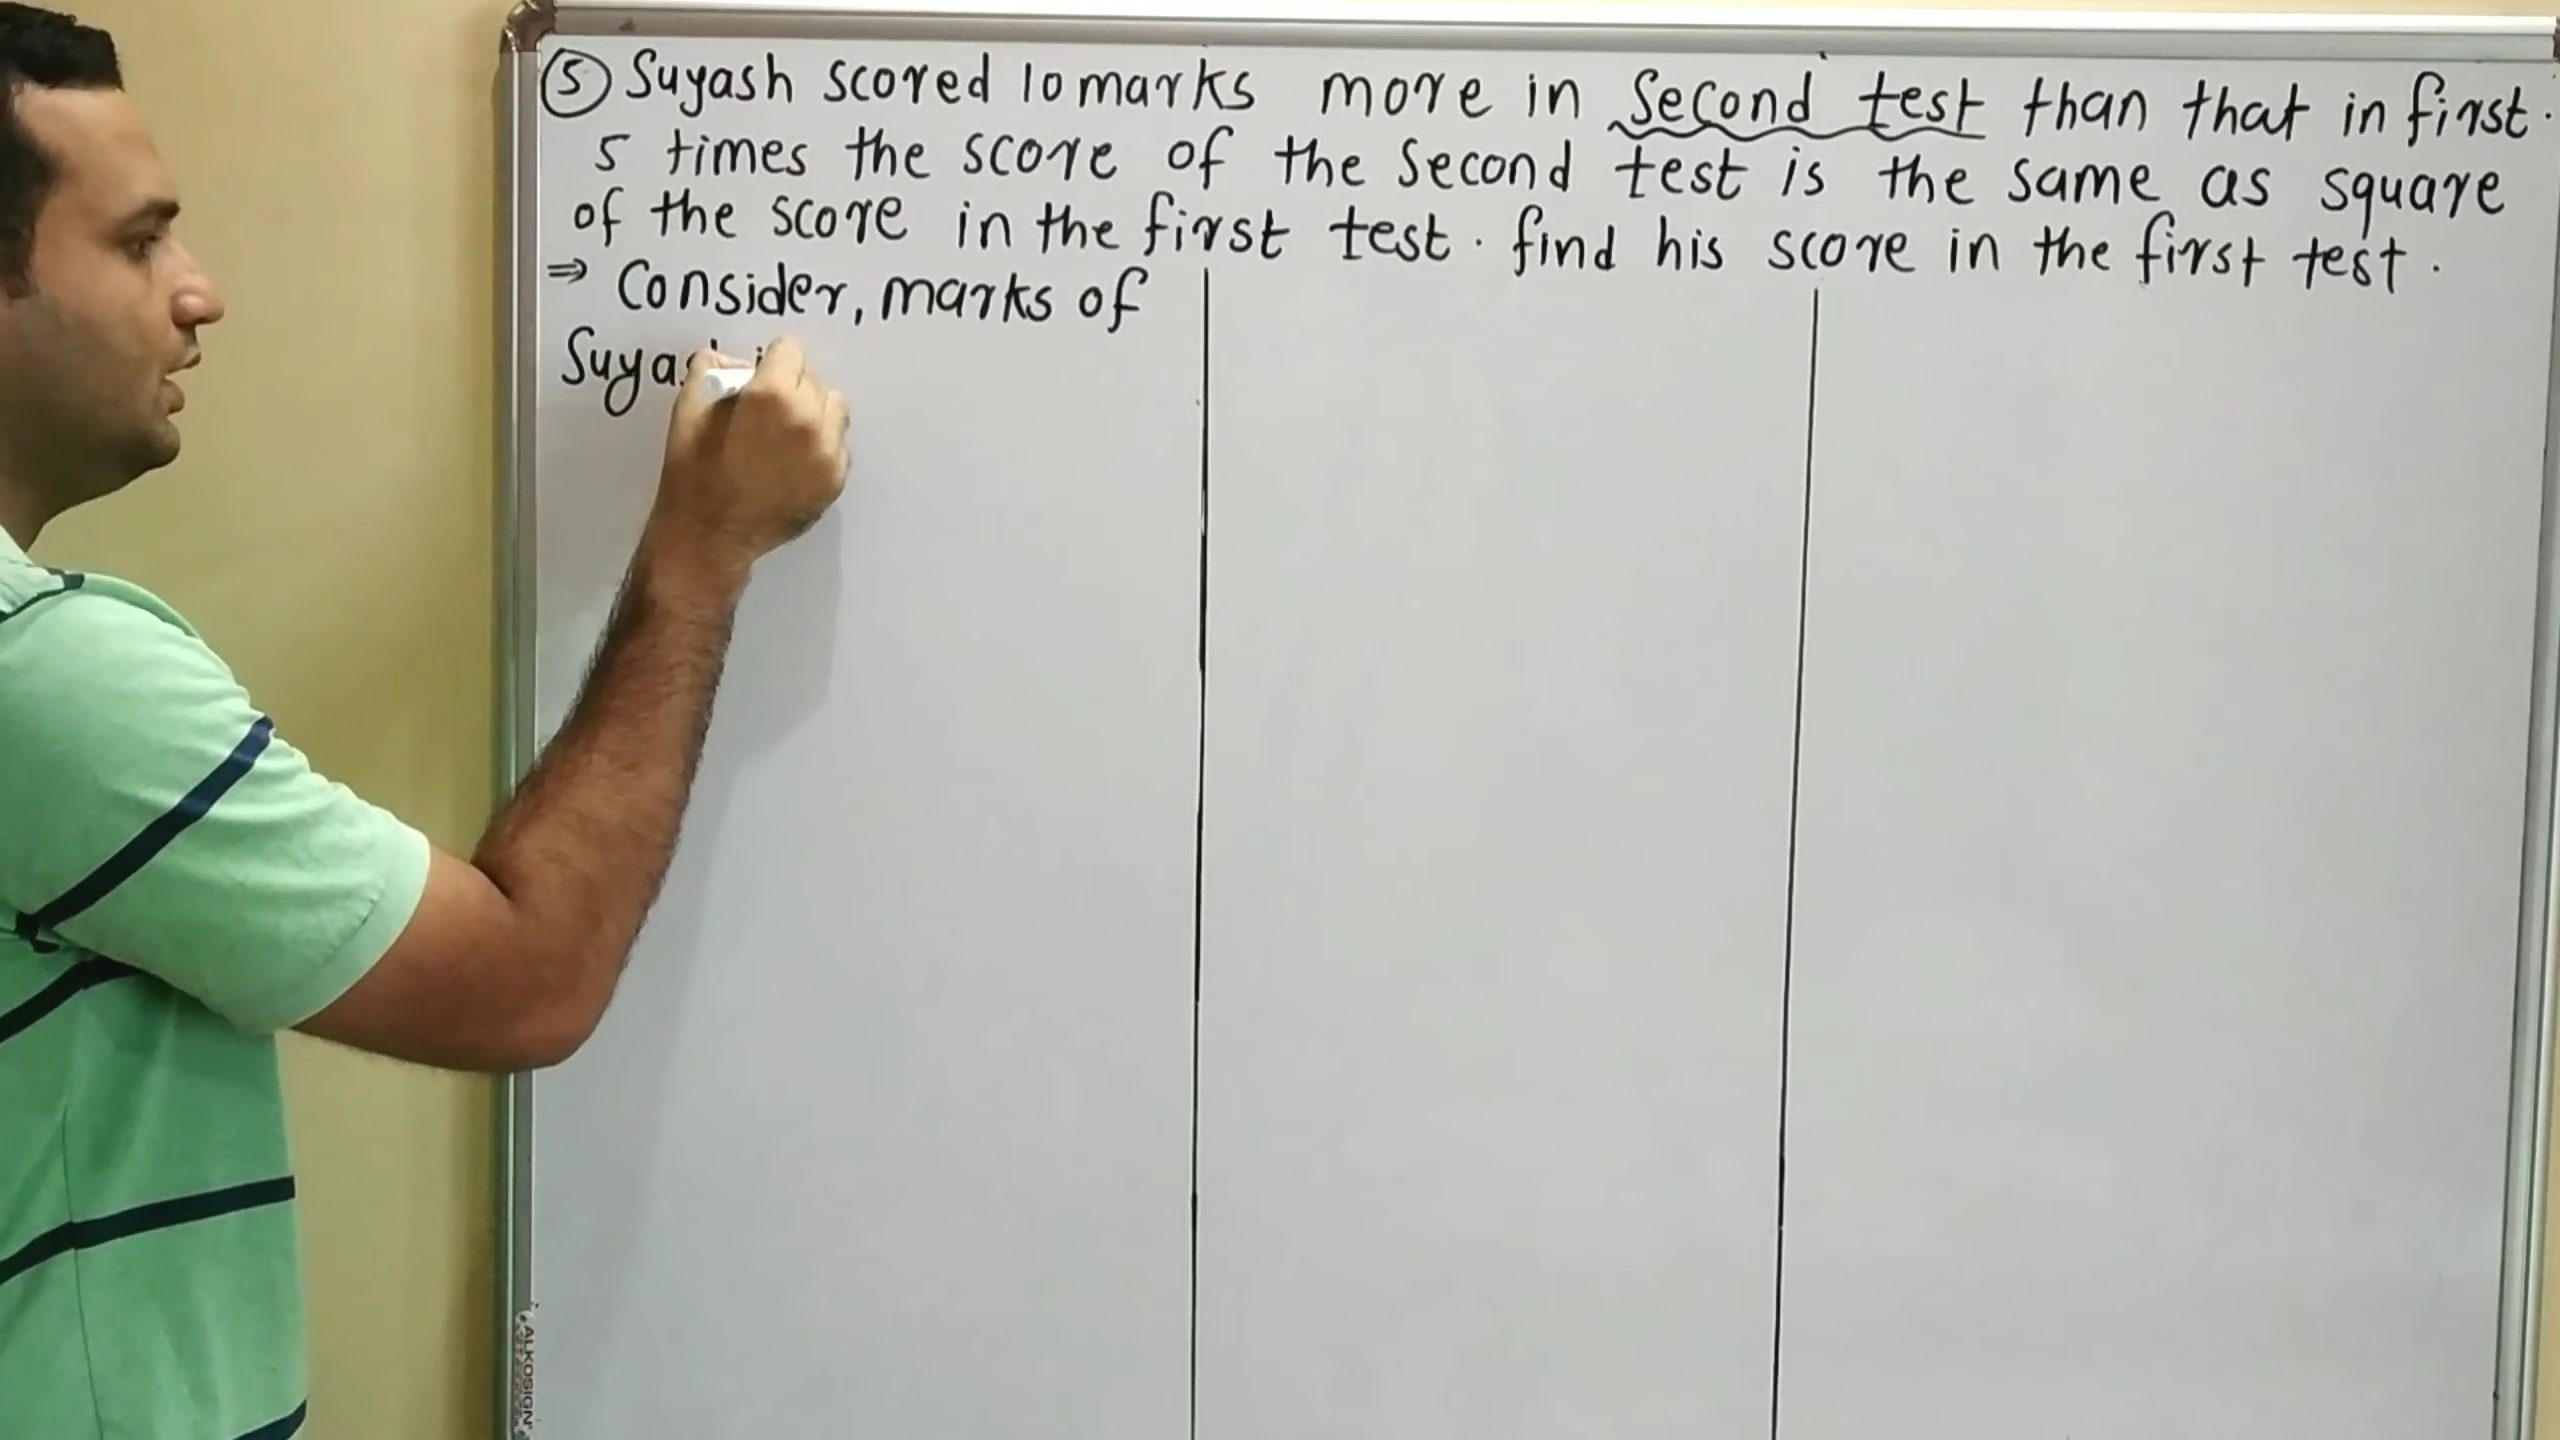 ⑤ Suyash scored 10 marks more in Second test than that in first.
5 times the score of the second test is the same as square
of the score in the first test. find his score in the first test.
⇒ Consider, marks of
ALKOSIGN